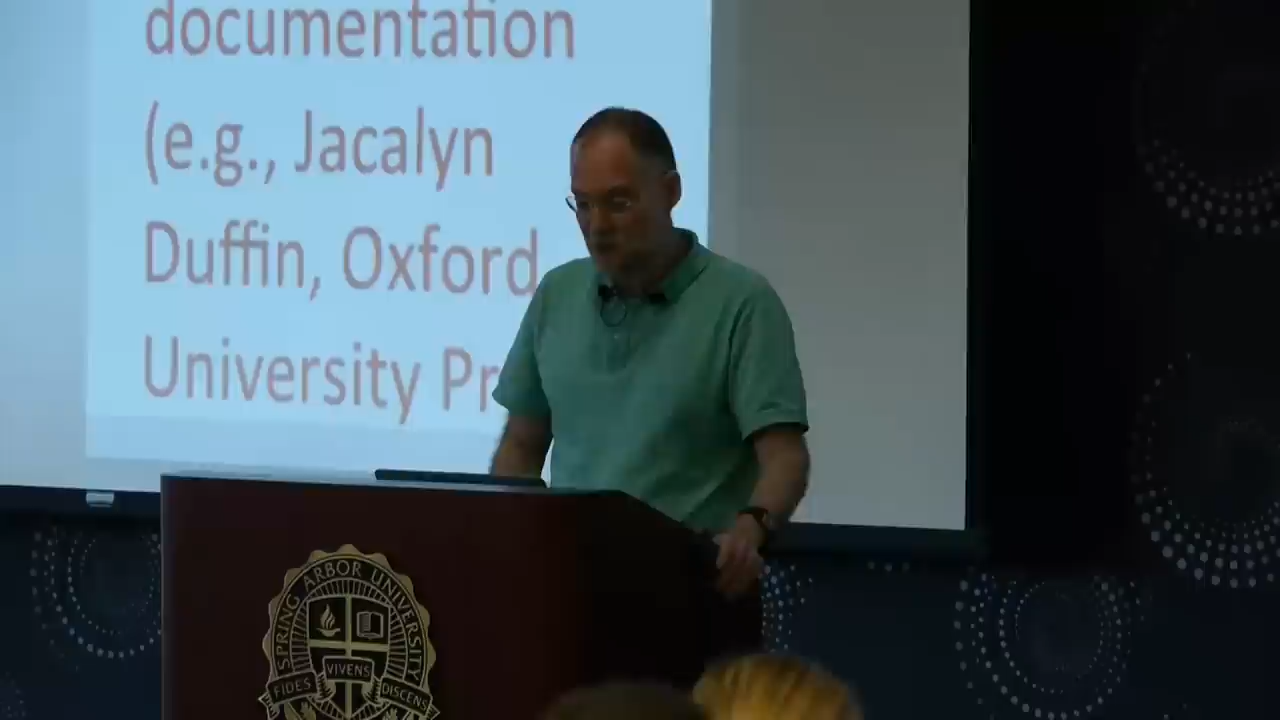 documentation
(e.g., Jacalyn
Duffin, Oxford
University Pr
SPRING ARBOR UNIVERSITY
VIVENS
FIDES
DISCENS